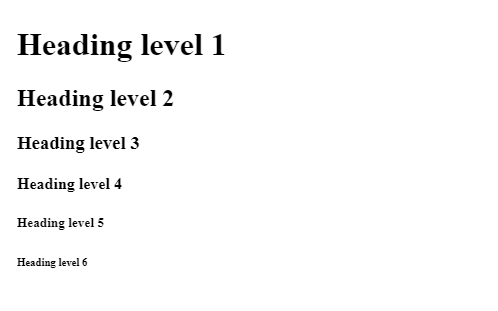 Heading level 1
Heading level 2
Heading level 3
Heading level 4
Heading level 5
Heading level 6